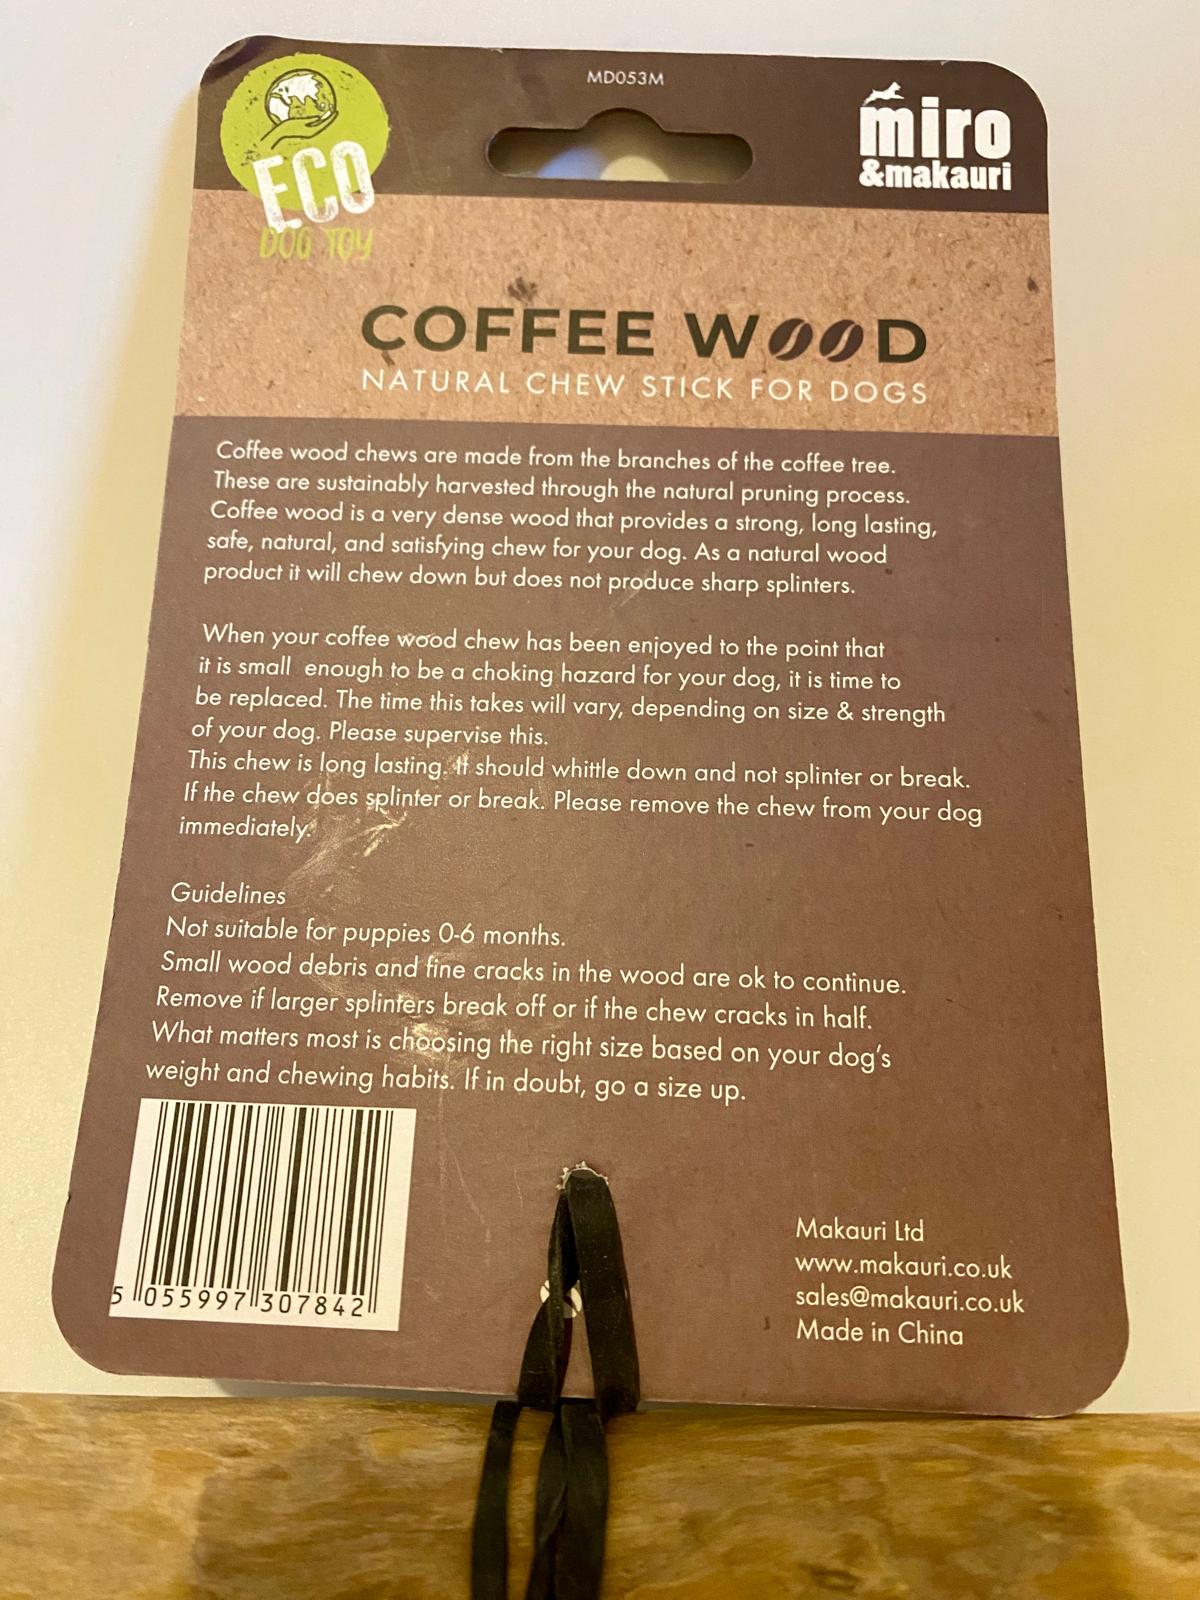 MD053M
ECO
DOG TOY
miro
&makauri
COFFEE WOOD
NATURAL CHEW STICK FOR DOGS
Coffee wood chews are made from the branches of the coffee tree.
These are sustainably harvested through the natural pruning process.
Coffee wood is a very dense wood that provides a strong, long lasting,
safe, natural, and satisfying chew for your dog. As a natural wood
product it will chew down but does not produce sharp splinters.
When your coffee wood chew has been enjoyed to the point that
it is small enough to be a choking hazard for your dog, it is time to
be replaced. The time this takes will vary, depending on size & strength
of your dog. Please supervise this.
This chew is long lasting. It should whittle down and not splinter or break.
If the chew does splinter or break. Please remove the chew from your dog
immediately.
Guidelines
Not suitable for puppies 0-6 months.
Small wood debris and fine cracks in the wood are ok to continue.
Remove if larger splinters break off or if the chew cracks in half.
What matters most is choosing the right size based on your dog's
weight and chewing habits. If in doubt, go a size up.
5 055997 307842
Makauri Ltd
www.makauri.co.uk
sales@makauri.co.uk
Made in China